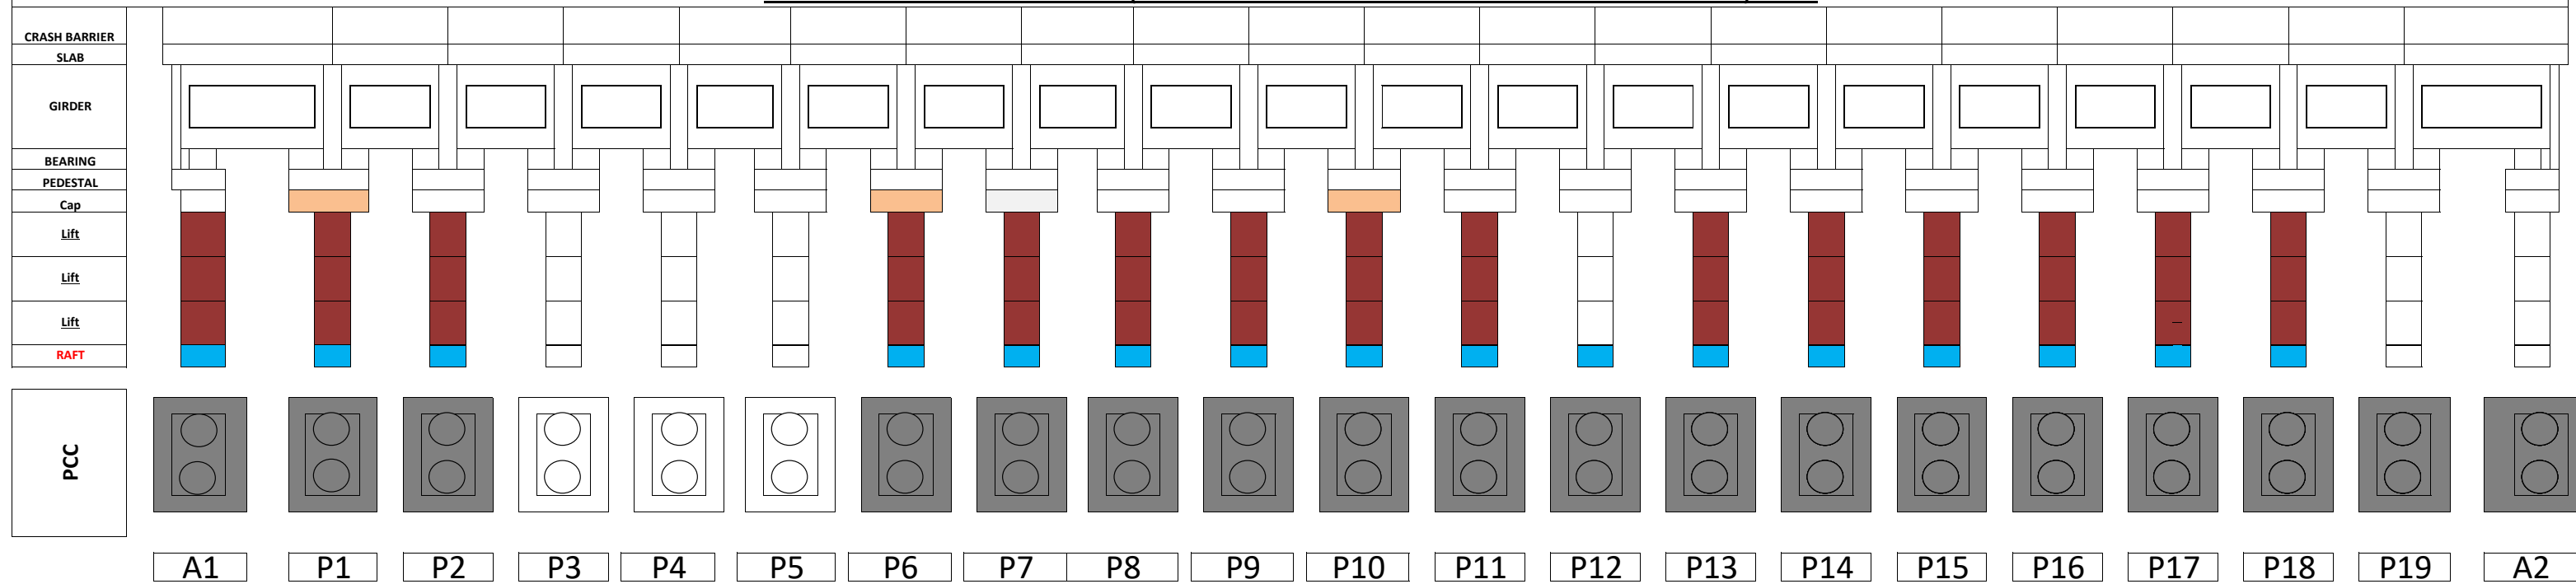 CRASH BARRIER
SLAB
GIRDER
BEARING
PEDESTAL
Cap
Lift
Lift
Lift
RAFT
PCC
A1 P1 P2 P3 P4 P5 P6 P7 P8 P9 P10 P11 P12 P13 P14 P15 P16 P17 P18 P19 A2